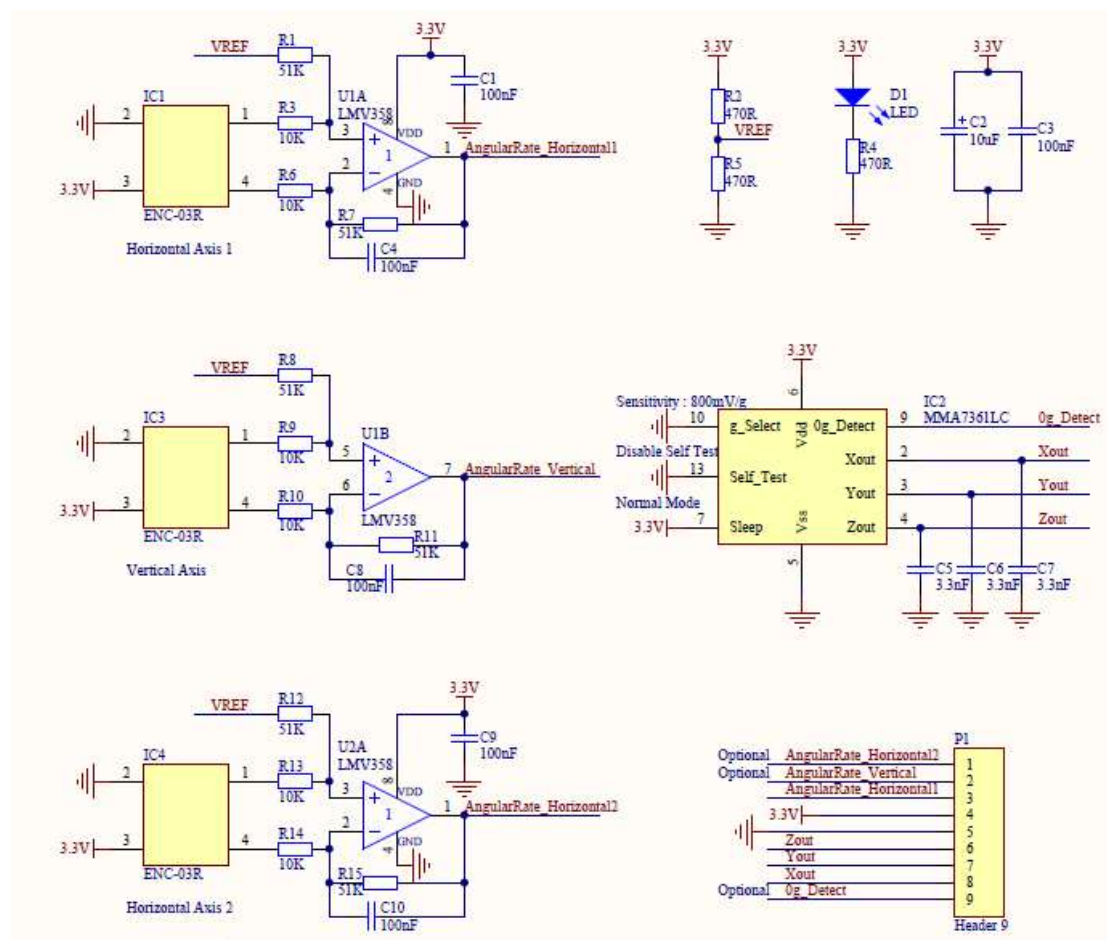 VREF
R1
51K
3.3V
C1
100nF
IC1
2
1
3
4
3.3V
ENC-03R
Horizontal Axis 1
R3
10K
R6
10K
U1A
LMV358
3
2
8
VDD
1
4
GND
1
AngularRate_Horizontal1
R7
51K
C4
100nF
3.3V
R2
470R
VREF
R5
470R
3.3V
D1
LED
R4
470R
3.3V
+
C2
10uF
C3
100nF
VREF
R8
51K
IC3
2
1
3
4
3.3V
ENC-03R
Vertical Axis
R9
10K
R10
10K
U1B
5
6
2
7
AngularRate_Vertical
LMV358
R11
51K
C8
100nF
3.3V
Sensitivity : 800mV/g
10
g_Select
Disable Self Test
13
Self_Test
Normal Mode
3.3V
7
Sleep
6
Vdd
Vss
5
IC2
MMA7361LC
0g_Detect
9
0g_Detect
Xout
2
Xout
Yout
3
Yout
Zout
4
Zout
C5
3.3nF
C6
3.3nF
C7
3.3nF
VREF
R12
51K
3.3V
C9
100nF
IC4
2
1
3
4
3.3V
ENC-03R
Horizontal Axis 2
R13
10K
R14
10K
U2A
LMV358
3
2
8
VDD
1
4
GND
1
AngularRate_Horizontal2
R15
51K
C10
100nF
P1
Optional AngularRate_Horizontal2 1
Optional AngularRate_Vertical 2
AngularRate_Horizontal1 3
3.3V 4
5
Zout 6
Yout 7
Xout 8
Optional 0g_Detect 9
Header 9